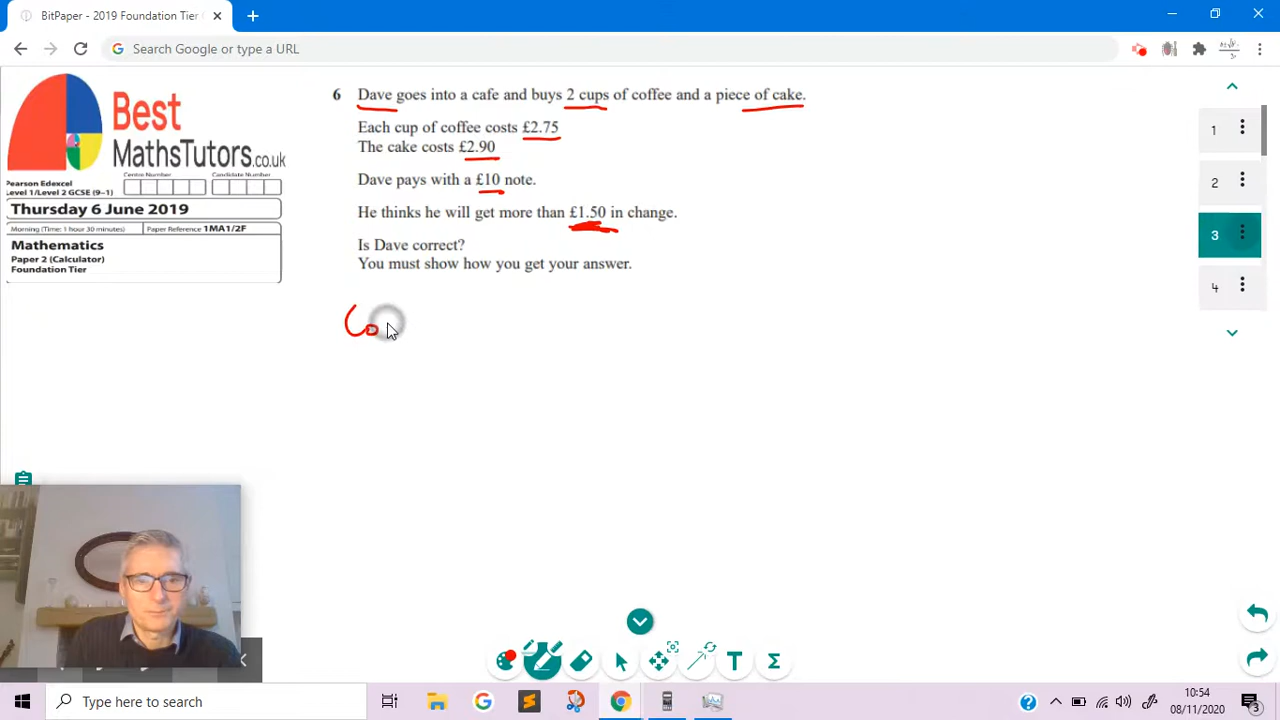 BitPaper - 2019 Foundation Tier
Search Google or type a URL
Best
MathsTutors.co.uk
Pearson Edexcel
Level 1/Level 2 GCSE (9–1)
Centre Number
Candidate Number
Thursday 6 June 2019
Morning (Time: 1 hour 30 minutes)
Paper Reference 1MA1/2F
Mathematics
Paper 2 (Calculator)
Foundation Tier
6 Dave goes into a cafe and buys 2 cups of coffee and a piece of cake.
Each cup of coffee costs £2.75
The cake costs £2.90
Dave pays with a £10 note.
He thinks he will get more than £1.50 in change.
Is Dave correct?
You must show how you get your answer.
Co
1
2
3
4
T
Σ
Type here to search
10:54
08/11/2020
3